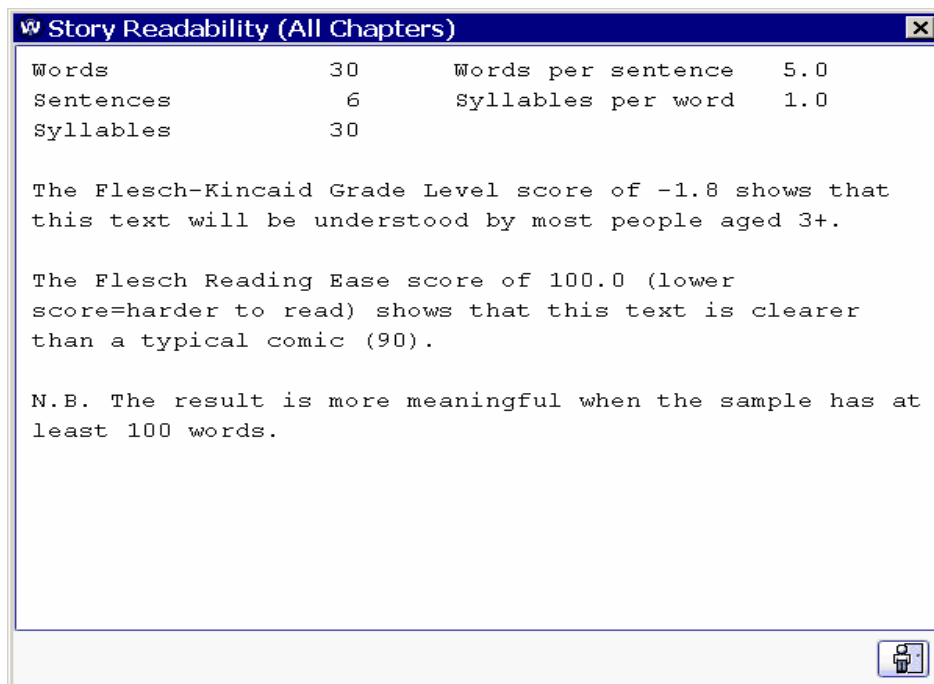 Story Readability (All Chapters)
Words 30 Words per sentence 5.0
Sentences 6 Syllables per word 1.0
Syllables 30
The Flesch-Kincaid Grade Level score of -1.8 shows that
this text will be understood by most people aged 3+.
The Flesch Reading Ease score of 100.0 (lower
score=harder to read) shows that this text is clearer
than a typical comic (90).
N.B. The result is more meaningful when the sample has at
least 100 words.